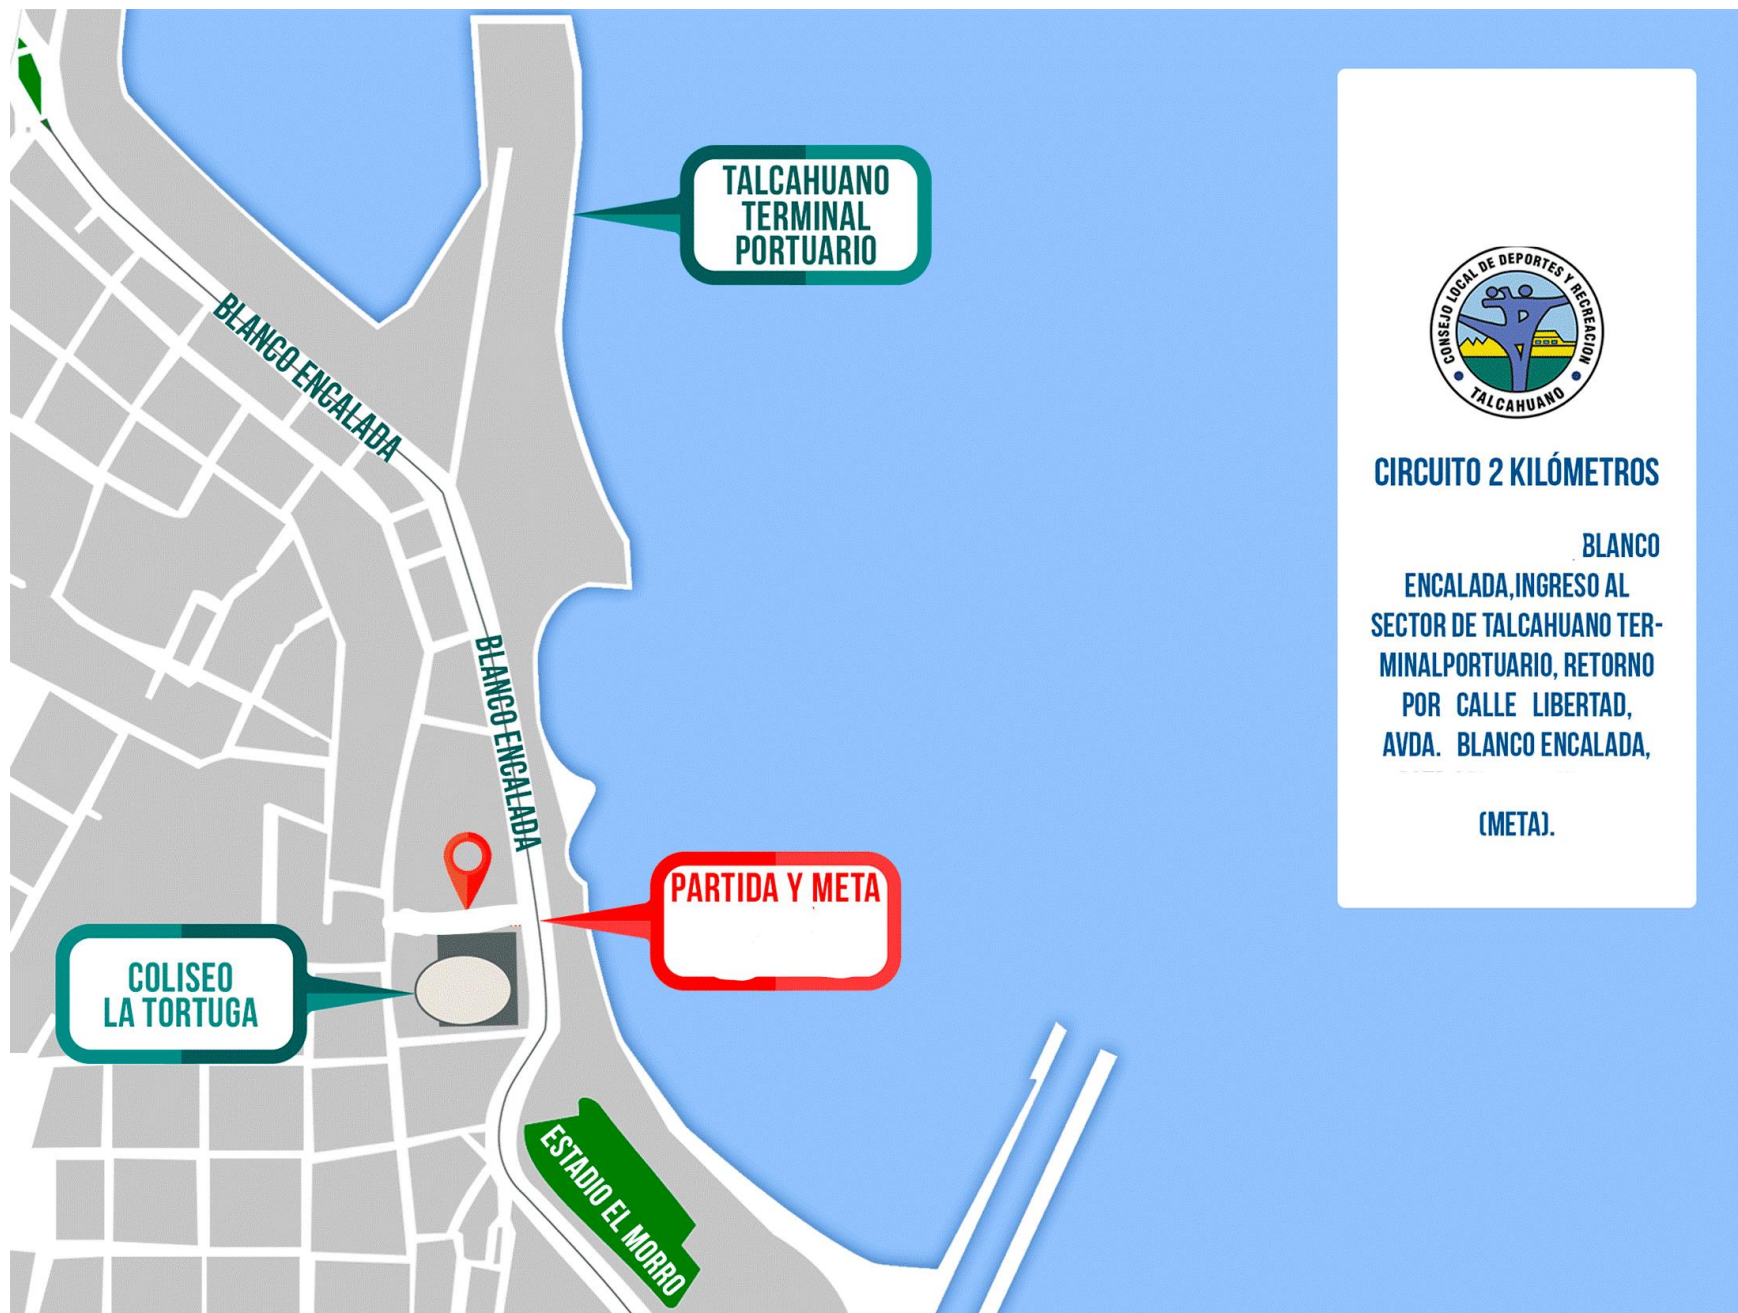 TALCAHUANO
TERMINAL
PORTUARIO
BLANCO ENCALADA
BLANCO ENCALADA
PARTIDA Y META
COLISEO
LA TORTUGA
ESTADIO EL MORRO
CONSEJO LOCAL DE DEPORTES Y RECREACION
TALCAHUANO
CIRCUITO 2 KILÓMETROS
BLANCO
ENCALADA,INGRESO AL
SECTOR DE TALCAHUANO TER-
MINALPORTUARIO, RETORNO
POR CALLE LIBERTAD,
AVDA. BLANCO ENCALADA,
(META).